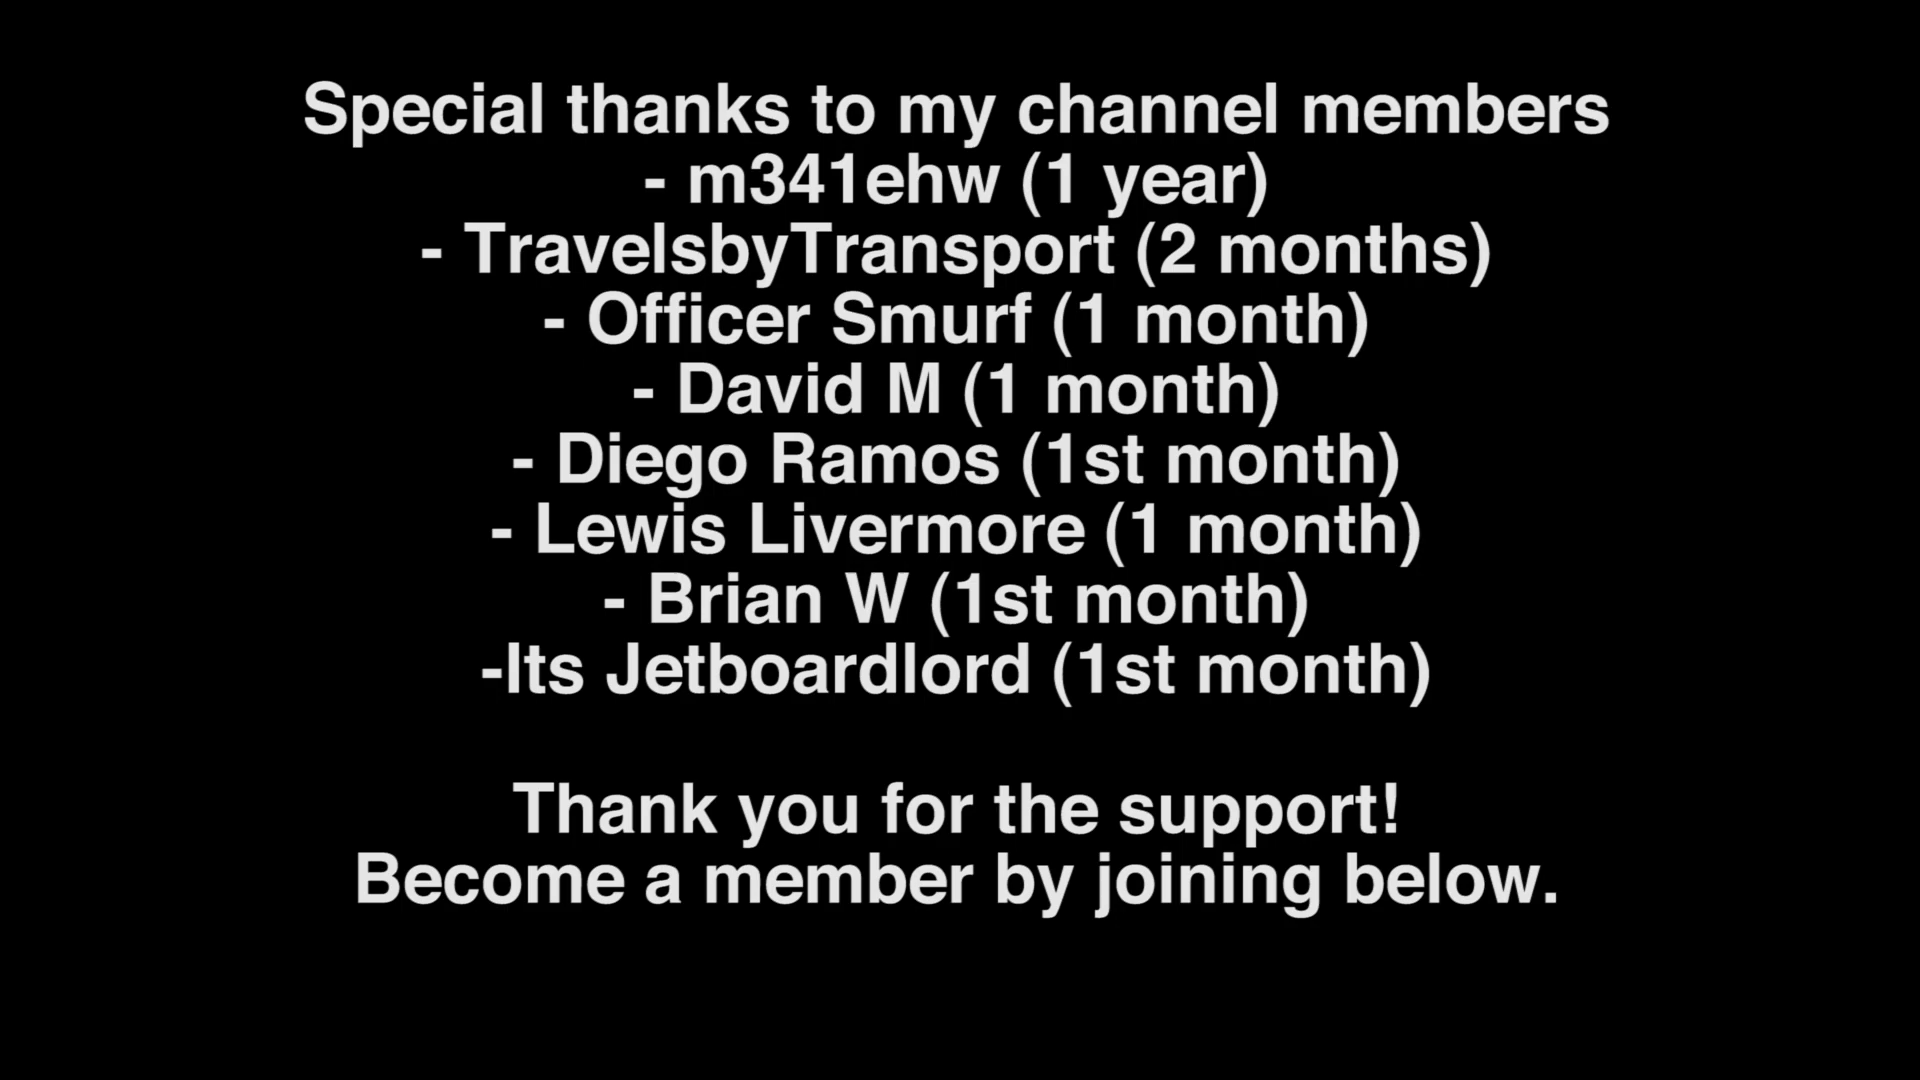 Special thanks to my channel members
- m341ehw (1 year)
- TravelsbyTransport (2 months)
- Officer Smurf (1 month)
- David M (1 month)
- Diego Ramos (1st month)
- Lewis Livermore (1 month)
- Brian W (1st month)
-Its Jetboardlord (1st month)
Thank you for the support!
Become a member by joining below.